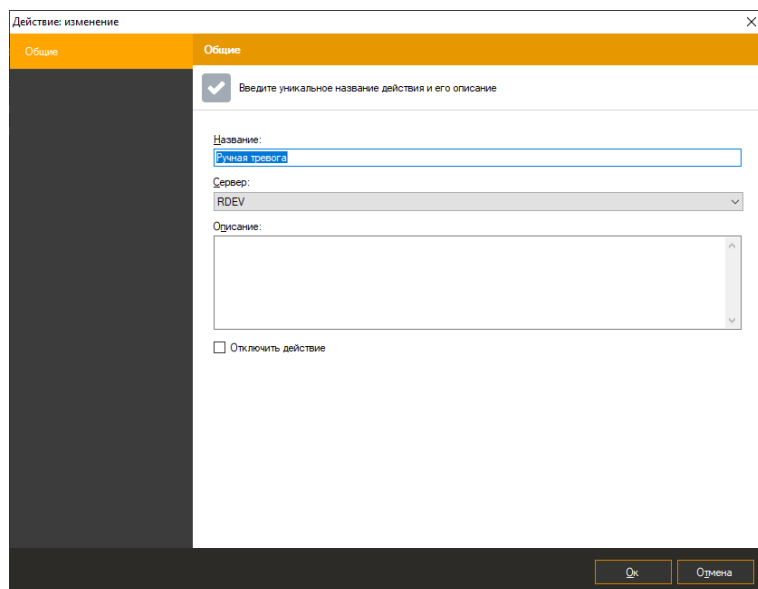 Действие: изменение
Общие
Общие
Введите уникальное название действия и его описание
Название:
Ручная тревога
Сервер:
RDEV
Описание:
Отключить действие
Ок
Отмена